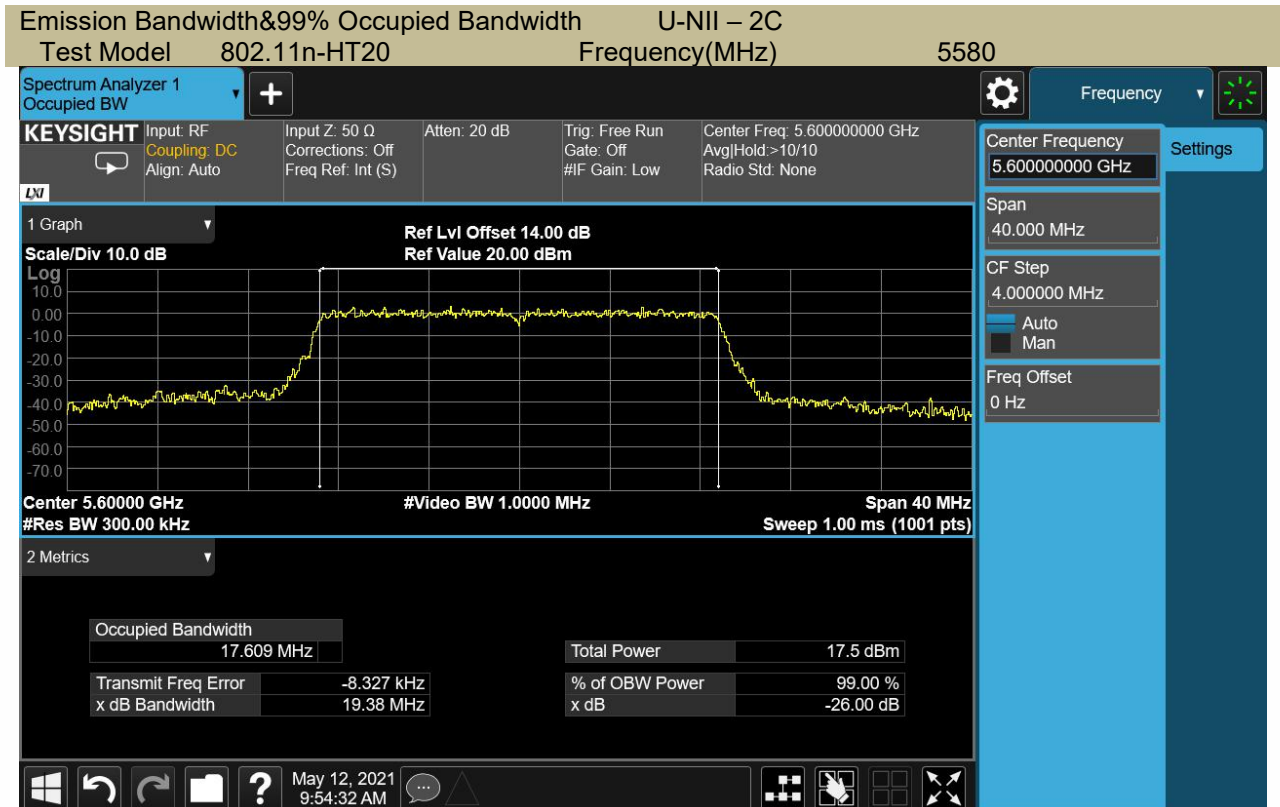 Emission Bandwidth&99% Occupied Bandwidth U-NII – 2C
Test Model 802.11n-HT20 Frequency(MHz) 5580
Spectrum Analyzer 1
Occupied BW
+
Frequency
KEYSIGHT
LXI
Input: RF
Coupling: DC
Align: Auto
Input Z: 50 Ω
Corrections: Off
Freq Ref: Int (S)
Atten: 20 dB
Trig: Free Run
Gate: Off
#IF Gain: Low
Center Freq: 5.600000000 GHz
Avg|Hold:>10/10
Radio Std: None
Center Frequency
5.600000000 GHz
Settings
Span
40.000 MHz
CF Step
4.000000 MHz
Auto
Man
Freq Offset
0 Hz
1 Graph
Scale/Div 10.0 dB
Ref Lvl Offset 14.00 dB
Ref Value 20.00 dBm
Log
10.0
0.00
-10.0
-20.0
-30.0
-40.0
-50.0
-60.0
-70.0
Center 5.60000 GHz
#Res BW 300.00 kHz
#Video BW 1.0000 MHz
Span 40 MHz
Sweep 1.00 ms (1001 pts)
2 Metrics
Occupied Bandwidth
17.609 MHz
Total Power 17.5 dBm
Transmit Freq Error -8.327 kHz
% of OBW Power 99.00 %
x dB Bandwidth 19.38 MHz
x dB -26.00 dB
?
May 12, 2021
9:54:32 AM